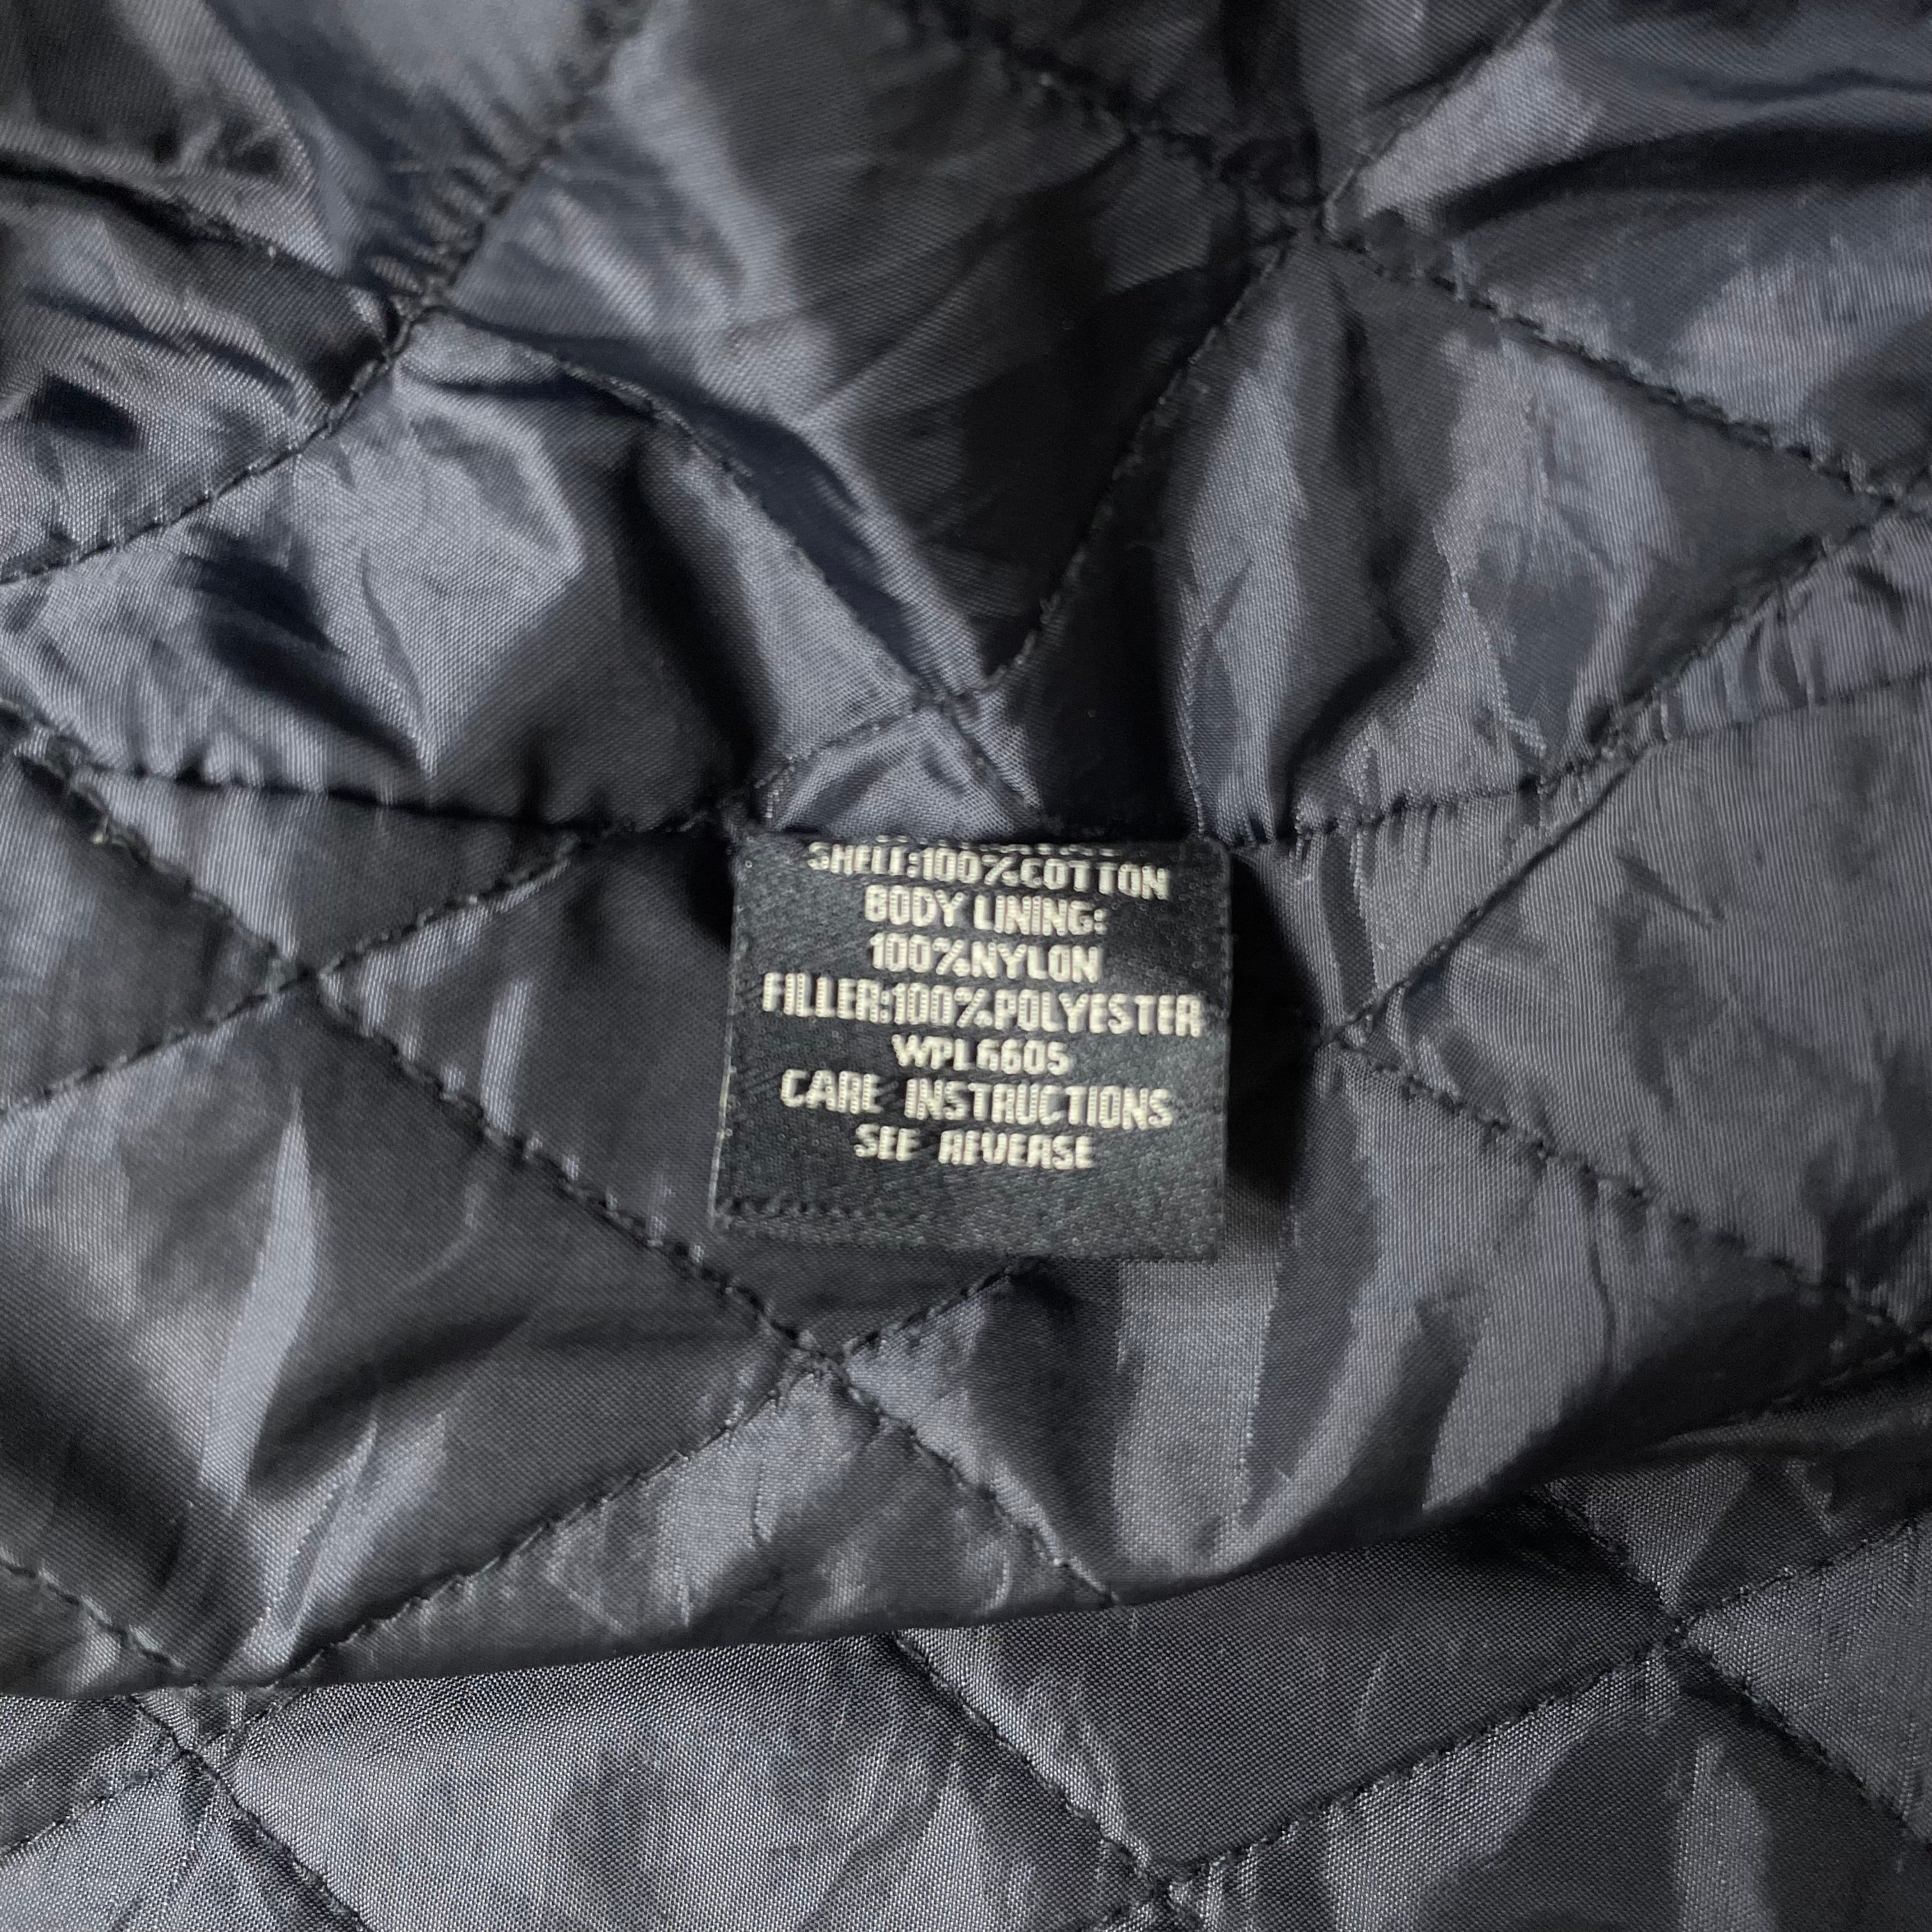 SHELL:100%COTTON
BODY LINING:
100%NYLON
FILLER:100%POLYESTER
WPL6605
CARE INSTRUCTIONS
SEE REVERSE